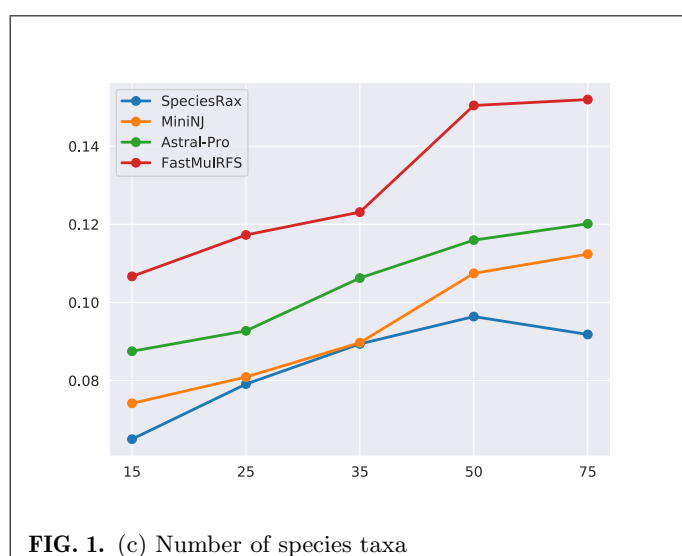 SpeciesRax
MiniNJ
Astral-Pro
FastMulRFS
0.14
0.12
0.10
0.08
15 25 35 50 75
FIG. 1. (c) Number of species taxa